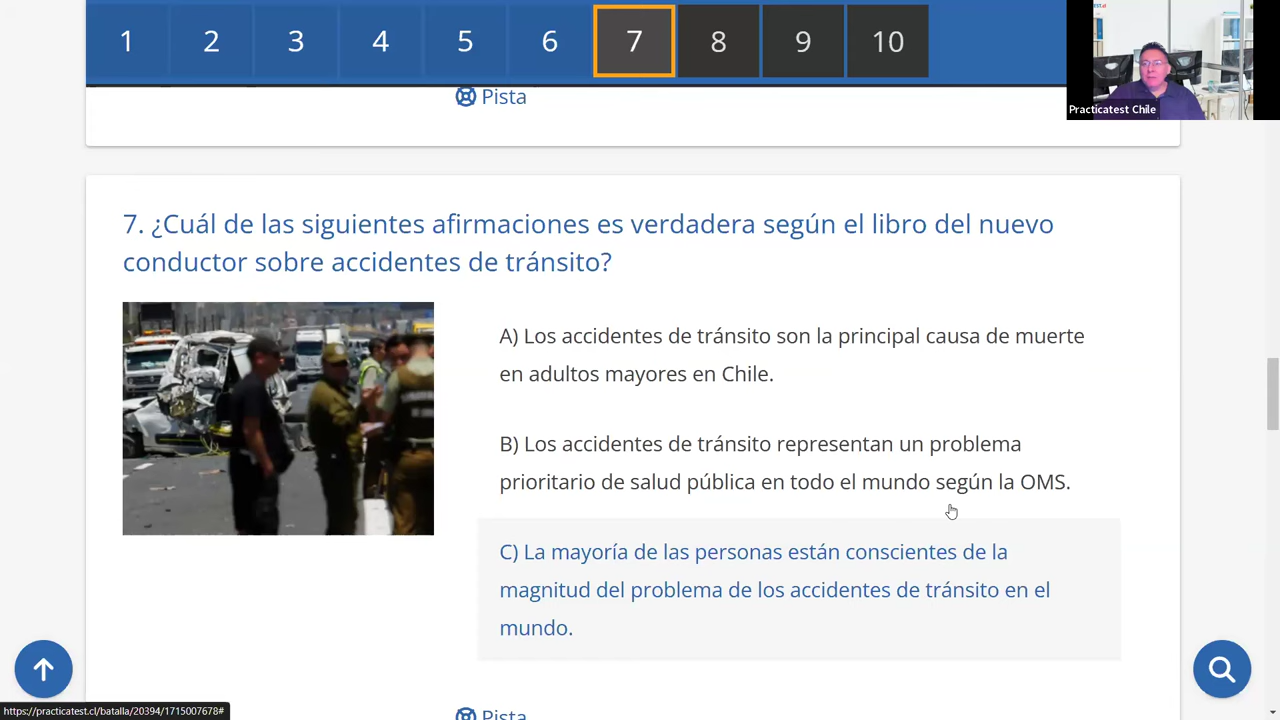 1 2 3 4 5 6 7 8 9 10
Practicatest Chile
Pista
7. ¿Cuál de las siguientes afirmaciones es verdadera según el libro del nuevo
conductor sobre accidentes de tránsito?
A) Los accidentes de tránsito son la principal causa de muerte
en adultos mayores en Chile.
B) Los accidentes de tránsito representan un problema
prioritario de salud pública en todo el mundo según la OMS.
C) La mayoría de las personas están conscientes de la
magnitud del problema de los accidentes de tránsito en el
mundo.
https://practicatest.cl/batalla/20394/1715007678#
Pista